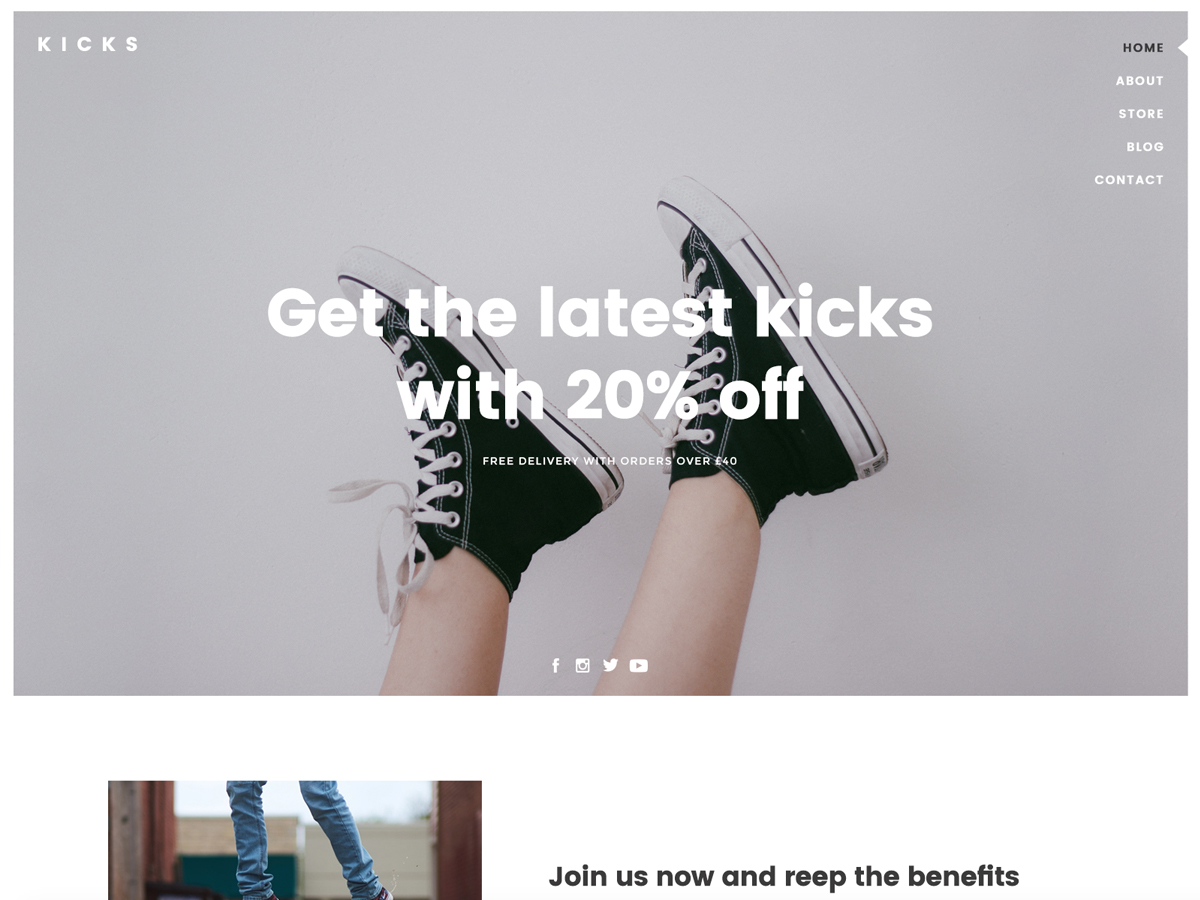 KICKS
HOME
ABOUT
STORE
BLOG
CONTACT
Get the latest kicks
with 20% off
FREE DELIVERY WITH ORDERS OVER £40
Join us now and reep the benefits